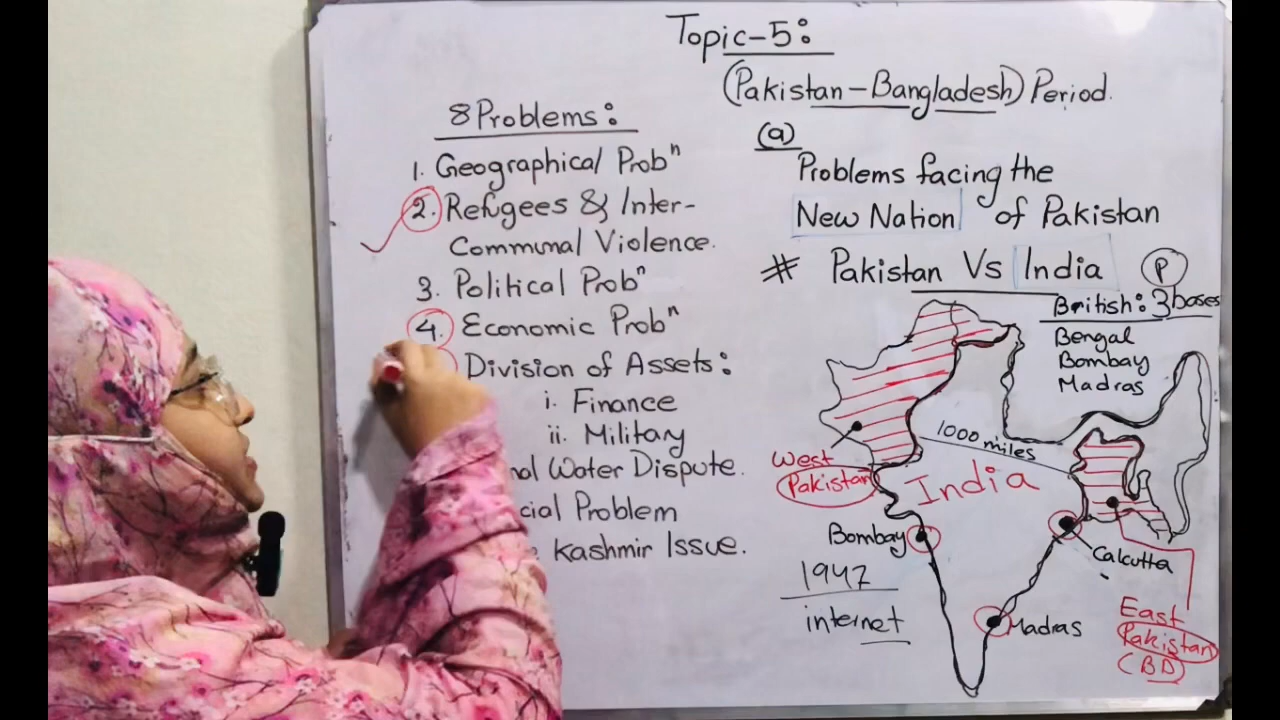 Topic-5:
(Pakistan-Bangladesh) Period.
(a)
Problems facing the
New Nation of Pakistan
# Pakistan Vs India
P
8 Problems:
1. Geographical Probⁿ
2. Refugees & Inter-
Communal Violence.
3. Political Probⁿ
4. Economic Probⁿ
Division of Assets:
i. Finance
ii. Military
Water Dispute.
Problem
Kashmir Issue.
British: 3 bases
Bengal
Bombay
Madras
1000 miles
West
Pakistan
India
Bombay
Calcutta
1947
internet
Madras
East
Pakistan
(BD)